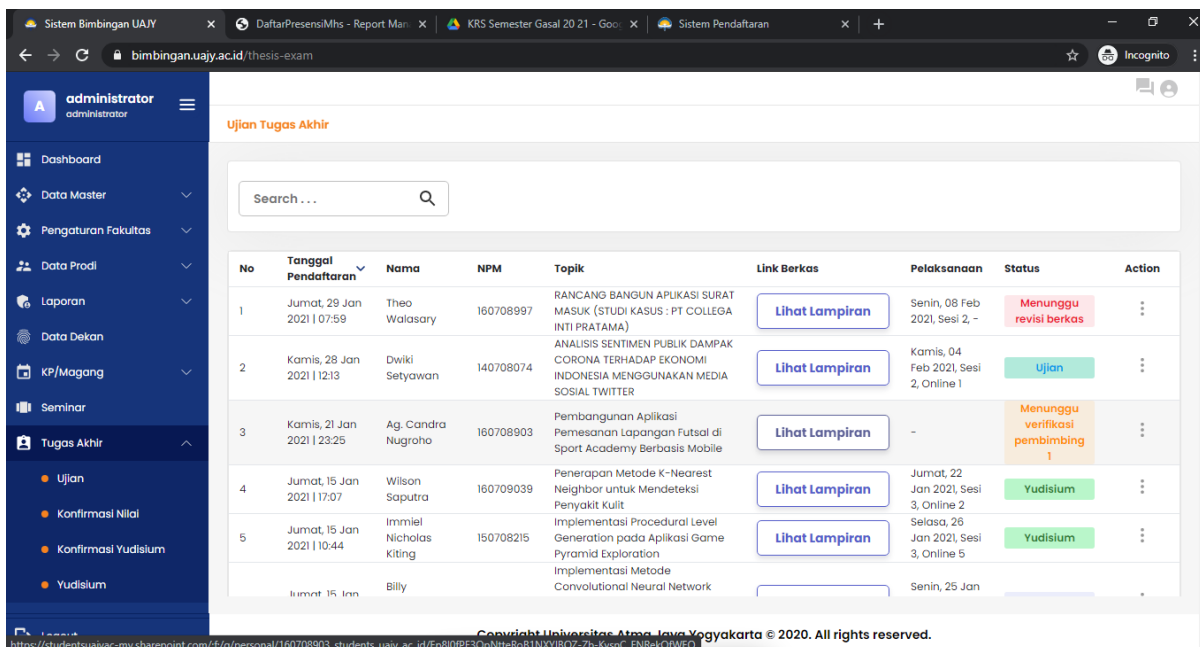 Sistem Bimbingan UAJY
DaftarPresensiMhs - Report Man
KRS Semester Gasal 20 21 - Goo
Sistem Pendaftaran
bimbingan.uajy.ac.id/thesis-exam
Incognito
A
administrator
administrator
Dashboard
Data Master
Pengaturan Fakultas
Data Prodi
Laporan
Data Dekan
KP/Magang
Seminar
Tugas Akhir
Ujian
Konfirmasi Nilai
Konfirmasi Yudisium
Yudisium
Logout
Ujian Tugas Akhir
Search . . .
No Tanggal Pendaftaran Nama NPM Topik Link Berkas Pelaksanaan Status Action
1
Jumat, 29 Jan
2021 | 07:59
Theo
Walasary
160708997
RANCANG BANGUN APLIKASI SURAT
MASUK (STUDI KASUS : PT COLLEGA
INTI PRATAMA)
Lihat Lampiran
Senin, 08 Feb
2021, Sesi 2, -
Menunggu
revisi berkas
2
Kamis, 28 Jan
2021 | 12:13
Dwiki
Setyawan
140708074
ANALISIS SENTIMEN PUBLIK DAMPAK
CORONA TERHADAP EKONOMI
INDONESIA MENGGUNAKAN MEDIA
SOSIAL TWITTER
Lihat Lampiran
Kamis, 04
Feb 2021, Sesi
2, Online 1
Ujian
3
Kamis, 21 Jan
2021 | 23:25
Ag. Candra
Nugroho
160708903
Pembangunan Aplikasi
Pemesanan Lapangan Futsal di
Sport Academy Berbasis Mobile
Lihat Lampiran
-
Menunggu
verifikasi
pembimbing
1
4
Jumat, 15 Jan
2021 | 17:07
Wilson
Saputra
160709039
Penerapan Metode K-Nearest
Neighbor untuk Mendeteksi
Penyakit Kulit
Lihat Lampiran
Jumat, 22
Jan 2021, Sesi
3, Online 2
Yudisium
5
Jumat, 15 Jan
2021 | 10:44
Immiel
Nicholas
Kiting
150708215
Implementasi Procedural Level
Generation pada Aplikasi Game
Pyramid Exploration
Lihat Lampiran
Selasa, 26
Jan 2021, Sesi
3, Online 5
Yudisium
Jumat, 15 Jan
Billy
Implementasi Metode
Convolutional Neural Network
Senin, 25 Jan
Copyright Universitas Atma Jaya Yogyakarta © 2020. All rights reserved.